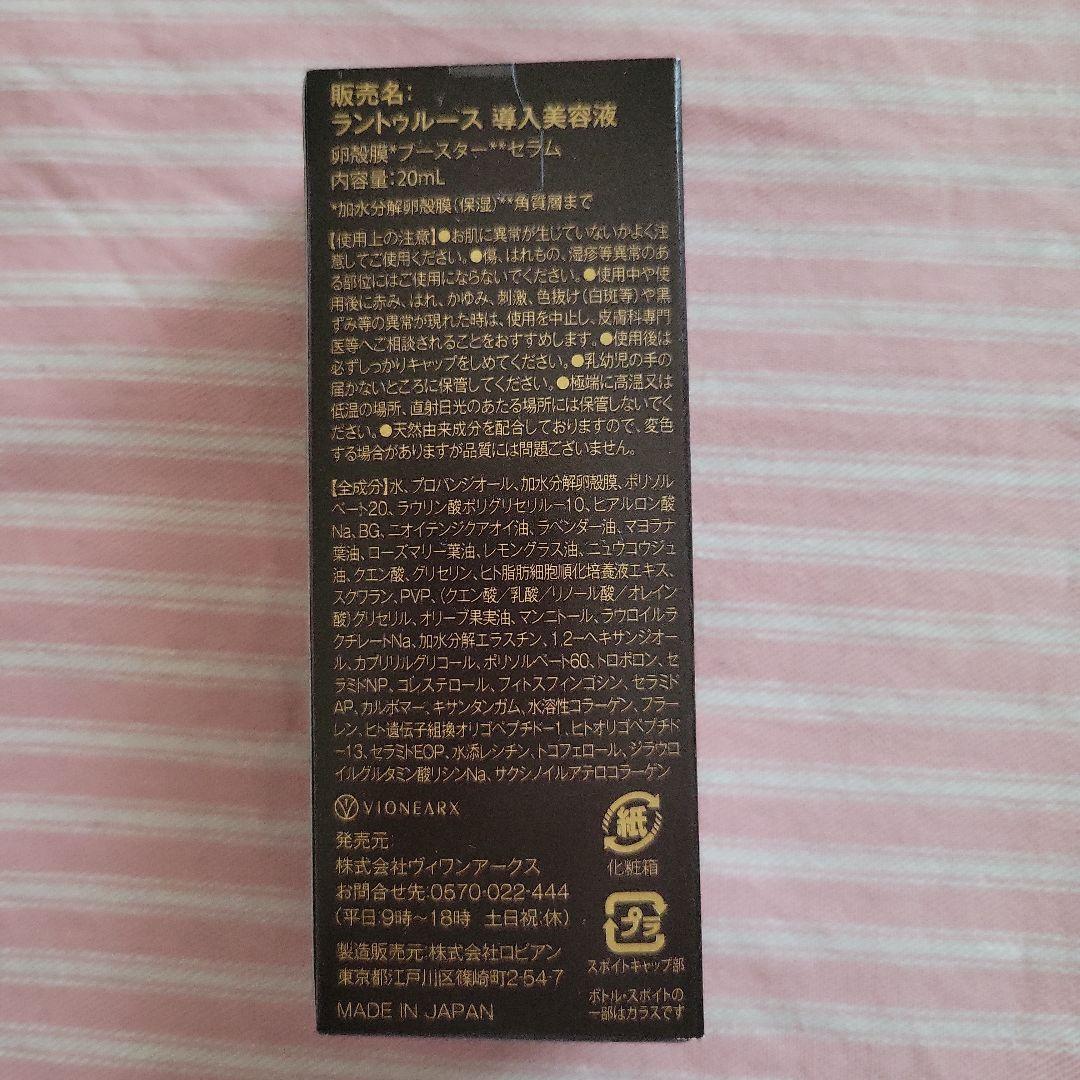 販売名:
ラントゥルース 導入美容液
卵殻膜*ブースター**セラム
内容量:20mL
*加水分解卵殻膜(保湿)**角質層まで
【使用上の注意】●お肌に異常が生じていないかよく注
意してご使用ください。●傷、はれもの、湿疹等異常のあ
る部位にはご使用にならないでください。●使用中や使
用後に赤み、はれ、かゆみ、刺激、色抜け(白斑等)や黒
ずみ等の異常が現れた時は、使用を中止し、皮膚科専門
医等へご相談されることをおすすめします。●使用後は
必ずしっかりキャップをしめてください。●乳幼児の手の
届かないところに保管してください。●極端に高温又は
低温の場所、直射日光のあたる場所には保管しないでく
ださい。●天然由来成分を配合しておりますので、変色
する場合がありますが品質には問題ございません。
【全成分】水、プロパンジオール、加水分解卵殻膜、ポリソル
ベート20、ラウリン酸ポリグリセリル-10、ヒアルロン酸
Na、BG、ニオイテンジクアオイ油、ラベンダー油、マヨラナ
葉油、ローズマリー葉油、レモングラス油、ニュウコウジュ
油、クエン酸、グリセリン、ヒト脂肪細胞順化培養液エキス、
スクワラン、PVP、(クエン酸/乳酸/リノール酸/オレイン
酸)グリセリル、オリーブ果実油、マンニトール、ラウロイルラ
クチレートNa、加水分解エラスチン、1,2-ヘキサンジオー
ル、カプリリルグリコール、ポリソルベート60、トロポロン、セ
ラミドNP、コレステロール、フィトスフィンゴシン、セラミド
AP、カルボマー、キサンタンガム、水溶性コラーゲン、フラー
レン、ヒト遺伝子組換オリゴペプチド-1、ヒトオリゴペプチド
-13、セラミドEOP、水添レシチン、トコフェロール、ジラウロ
イルグルタミン酸リシンNa、サクシノイルアテロコラーゲン
VIONEARX
発売元:
株式会社ヴィワンアークス
お問合せ先:0570-022-444
(平日:9時〜18時 土日祝:休)
製造販売元:株式会社ロピアン
東京都江戸川区篠崎町2-54-7
MADE IN JAPAN
紙
化粧箱
プラ
スポイトキャップ部
ボトル・スポイトの
一部はガラスです